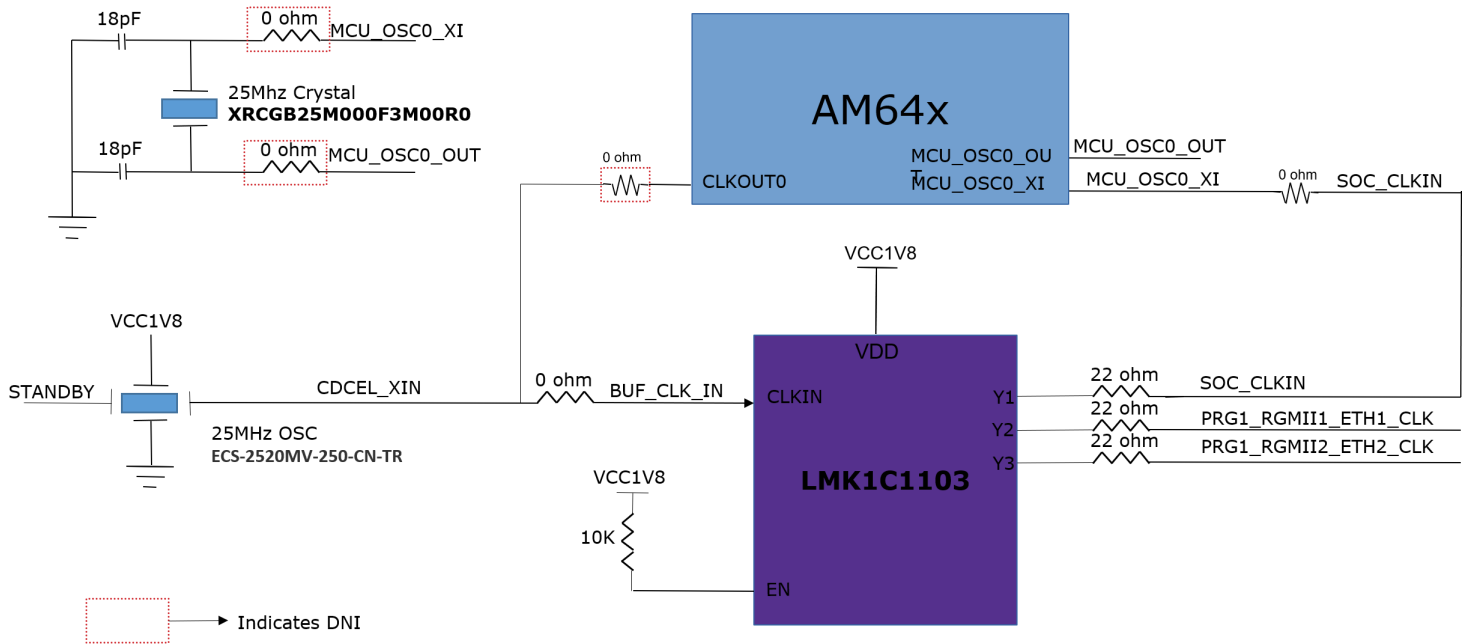 18pF
0 ohm
MCU_OSC0_XI
25Mhz Crystal
XRCGB25M000F3M00R0
18pF
0 ohm
MCU_OSC0_OUT
AM64x
0 ohm
CLKOUT0
MCU_OSC0_OU
T
MCU_OSC0_XI
MCU_OSC0_OUT
MCU_OSC0_XI
0 ohm
SOC_CLKIN
VCC1V8
VCC1V8
STANDBY
CDCEL_XIN
25MHz OSC
ECS-2520MV-250-CN-TR
0 ohm
BUF_CLK_IN
VDD
CLKIN
Y1
Y2
Y3
LMK1C1103
EN
22 ohm
SOC_CLKIN
22 ohm
PRG1_RGMII1_ETH1_CLK
22 ohm
PRG1_RGMII2_ETH2_CLK
VCC1V8
10K
Indicates DNI